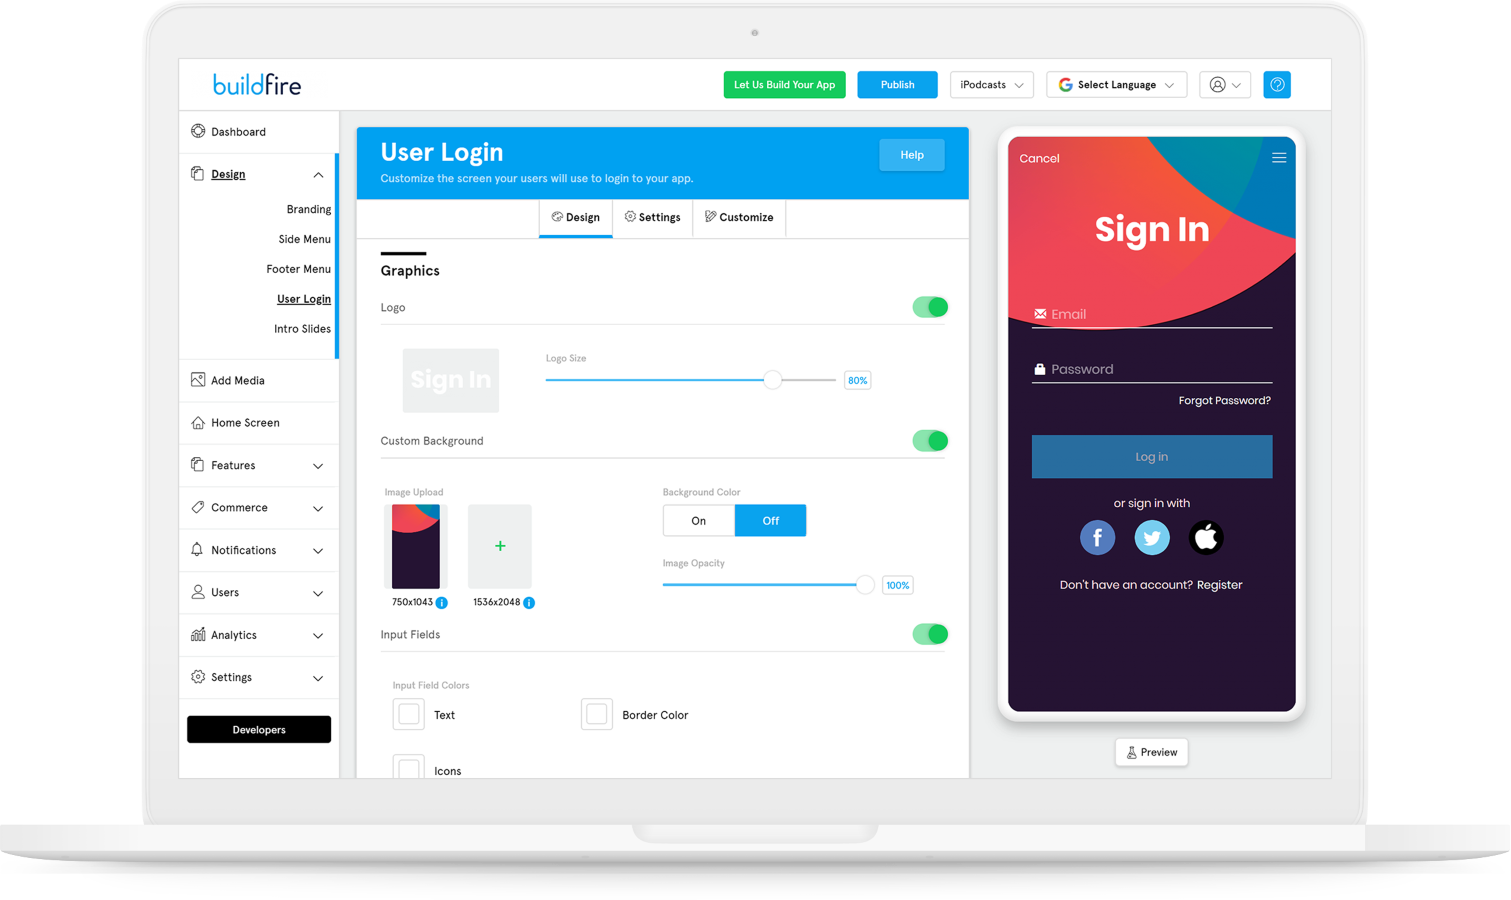 buildfire
Let Us Build Your App
Publish
iPodcasts
Select Language
Dashboard
Design
Branding
Side Menu
Footer Menu
User Login
Intro Slides
Add Media
Home Screen
Features
Commerce
Notifications
Users
Analytics
Settings
Developers
User Login
Customize the screen your users will use to login to your app.
Help
Design
Settings
Customize
Graphics
Logo
Sign In
Logo Size
80%
Custom Background
Image Upload
750x1043
1536x2048
Background Color
On
Off
Image Opacity
100%
Input Fields
Input Field Colors
Text
Border Color
Icons
Cancel
Sign In
Email
Password
Forgot Password?
Log in
or sign in with
Don't have an account? Register
Preview